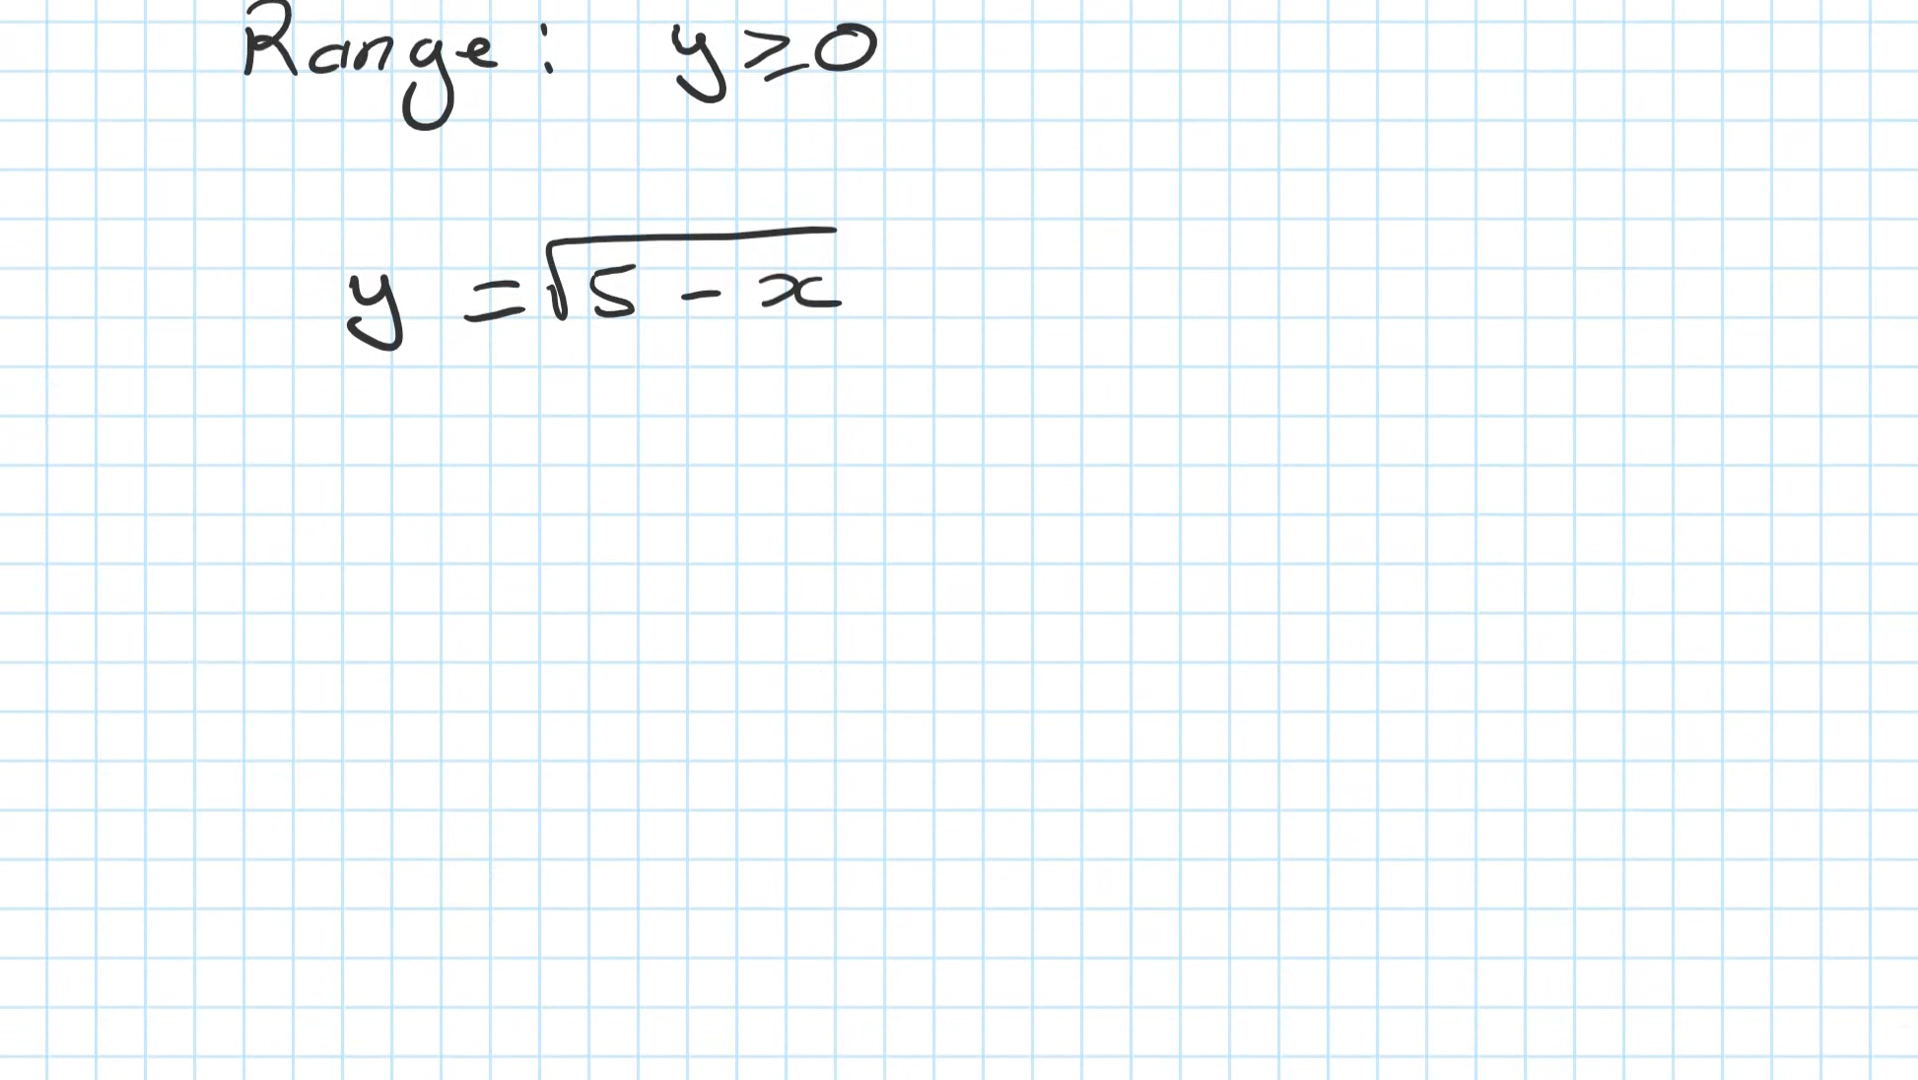 Range: y ≥ 0
y = √5 - x